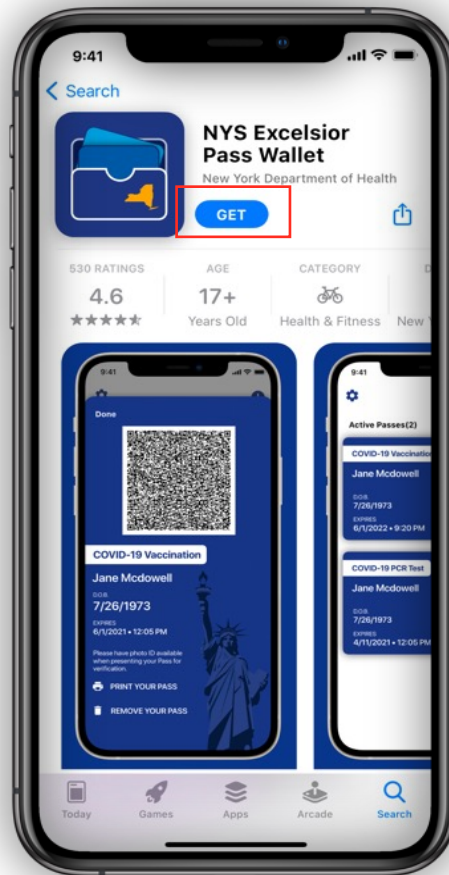 9:41
Search
NYS Excelsior
Pass Wallet
New York Department of Health
GET
530 RATINGS
AGE
CATEGORY
4.6
17+
Years Old
Health & Fitness
New
9:41
Done
COVID-19 Vaccination
Jane Mcdowell
D.O.B.
7/26/1973
EXPIRES
6/1/2021 • 12:05 PM
Please have photo ID available
when presenting your Pass for
verification.
PRINT YOUR PASS
REMOVE YOUR PASS
9:41
Active Passes(2)
COVID-19 Vaccination
Jane Mcdowell
D.O.B.
7/26/1973
EXPIRES
6/1/2022 • 9:20 PM
COVID-19 PCR Test
Jane Mcdowell
D.O.B.
7/26/1973
EXPIRES
4/11/2021 • 12:05 PM
Today
Games
Apps
Arcade
Search